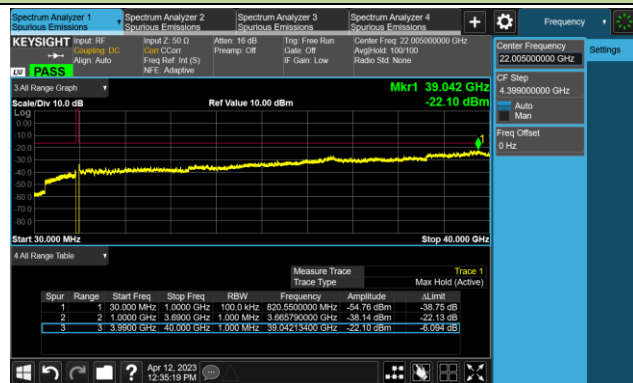 Spectrum Analyzer 1
Spurious Emissions
Spectrum Analyzer 2
Spurious Emissions
Spectrum Analyzer 3
Spurious Emissions
Spectrum Analyzer 4
Spurious Emissions
+
Frequency
KEYSIGHT
Input: RF
Coupling: DC
Align: Auto
Input Z: 50 Ω
Corr CCorr
Freq Ref: Int (S)
NFE: Adaptive
Atten: 16 dB
Preamp: Off
Trig: Free Run
Gate: Off
IF Gain: Low
Center Freq: 22.005000000 GHz
Avg|Hold: 100/100
Radio Std: None
LXI PASS
Center Frequency
22.005000000 GHz
Settings
CF Step
4.399000000 GHz
Auto
Man
Freq Offset
0 Hz
3 All Range Graph
Mkr1 39.042 GHz
Scale/Div 10.0 dB
Ref Value 10.00 dBm
-22.10 dBm
Log
0.00
-10.0
-20.0
-30.0
-40.0
-50.0
-60.0
-70.0
-80.0
1
Start 30.000 MHz
Stop 40.000 GHz
4 All Range Table
Measure Trace Trace 1
Trace Type Max Hold (Active)
Spur Range Start Freq Stop Freq RBW Frequency Amplitude ΔLimit
1 1 30.000 MHz 1.0000 GHz 100.0 kHz 820.5500000 MHz -54.76 dBm -38.75 dB
2 2 1.0000 GHz 3.6900 GHz 1.000 MHz 3.665790000 GHz -38.14 dBm -22.13 dB
3 3 3.9900 GHz 40.000 GHz 1.000 MHz 39.04213400 GHz -22.10 dBm -6.094 dB
?
Apr 12, 2023
12:35:19 PM